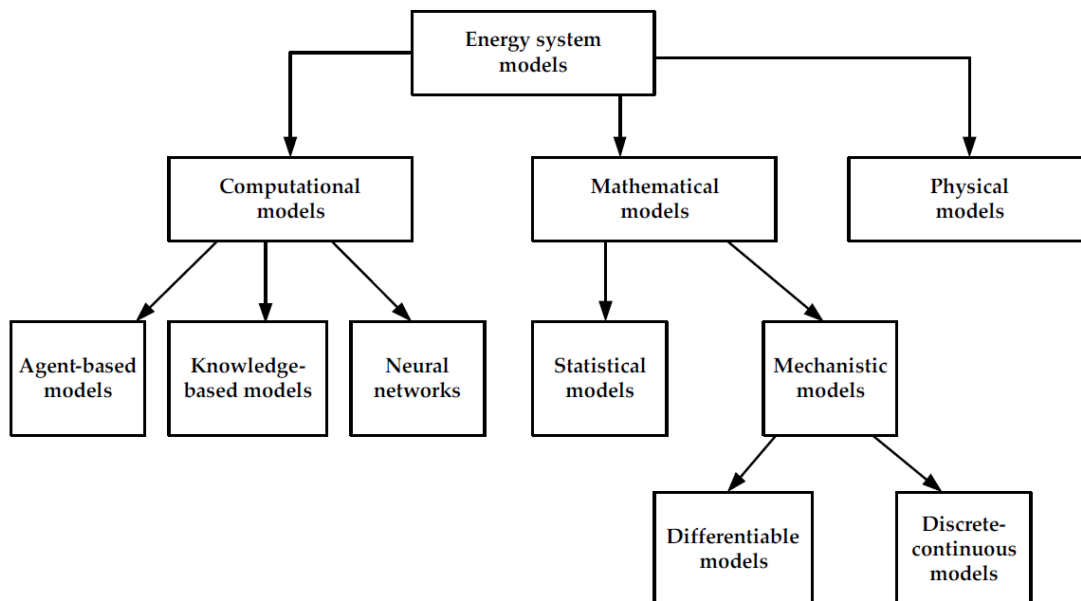 Energy system
models
Computational
models
Mathematical
models
Physical
models
Agent-based
models
Knowledge-
based models
Neural
networks
Statistical
models
Mechanistic
models
Differentiable
models
Discrete-
continuous
models